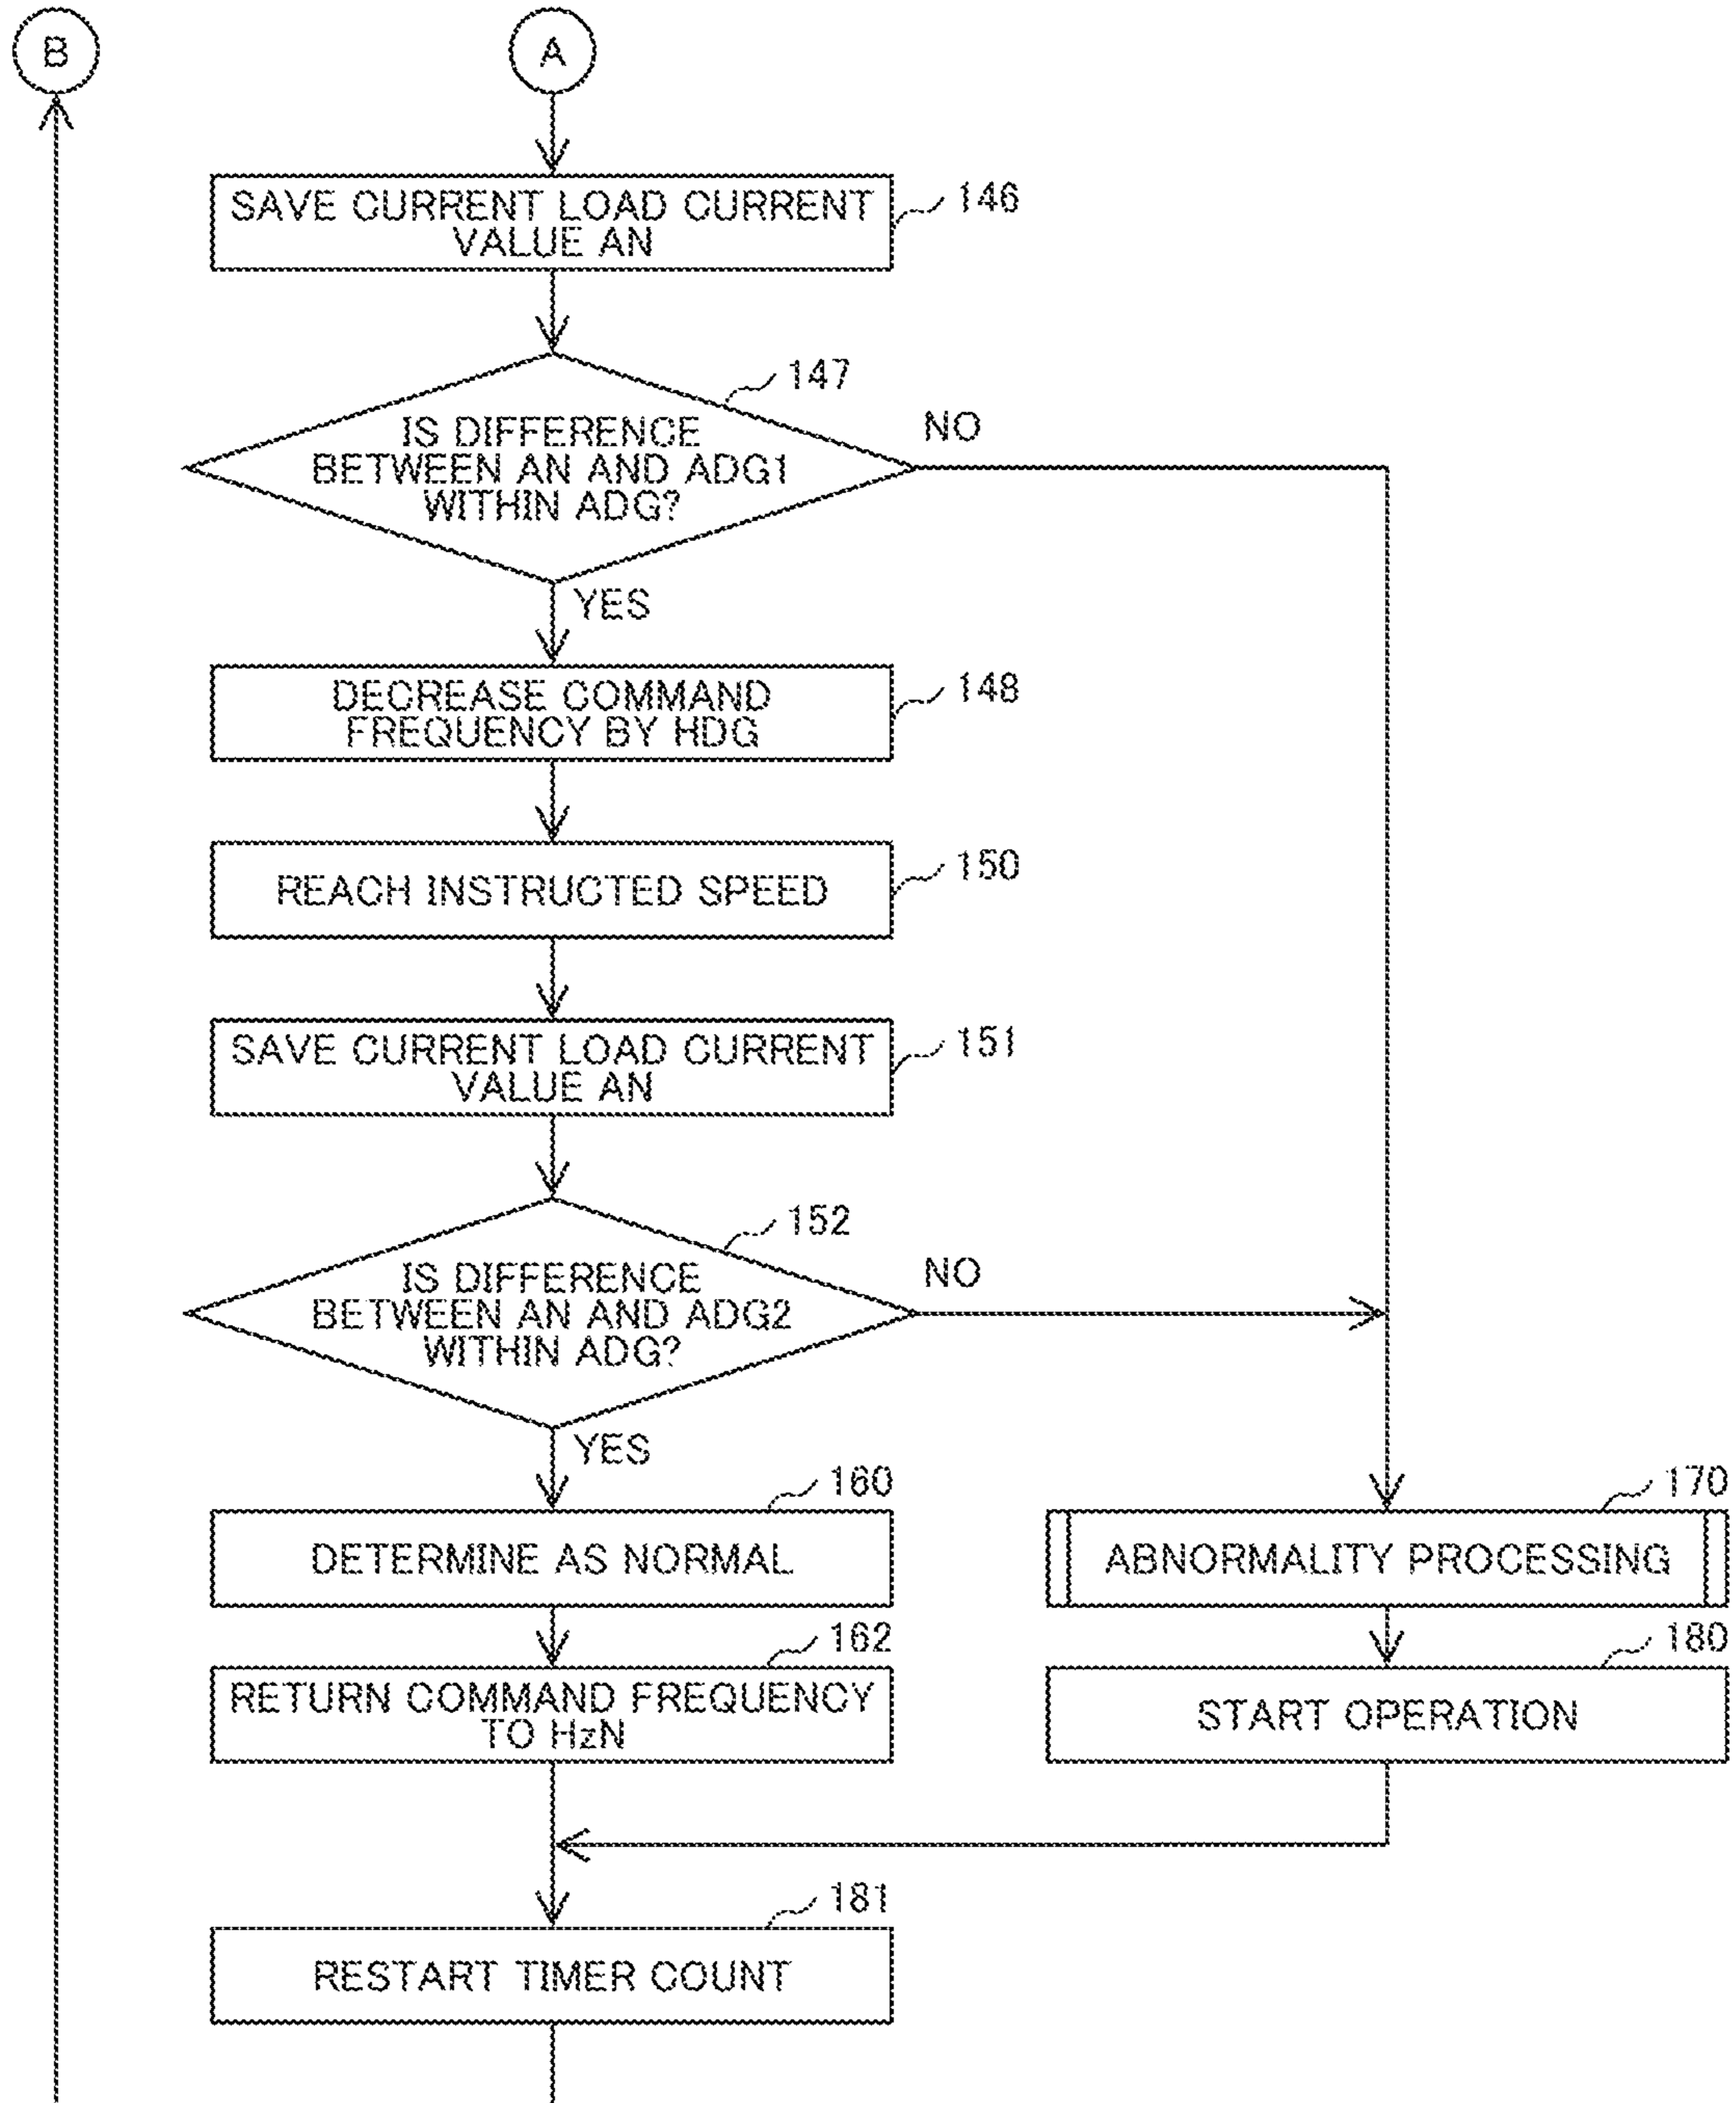 B
A
SAVE CURRENT LOAD CURRENT
VALUE AN
146
147
IS DIFFERENCE
BETWEEN AN AND ADG1
WITHIN ADG?
NO
YES
DECREASE COMMAND
FREQUENCY BY HDG
148
REACH INSTRUCTED SPEED
150
SAVE CURRENT LOAD CURRENT
VALUE AN
151
152
IS DIFFERENCE
BETWEEN AN AND ADG2
WITHIN ADG?
NO
YES
160
DETERMINE AS NORMAL
170
ABNORMALITY PROCESSING
162
RETURN COMMAND FREQUENCY
TO HzN
180
START OPERATION
181
RESTART TIMER COUNT